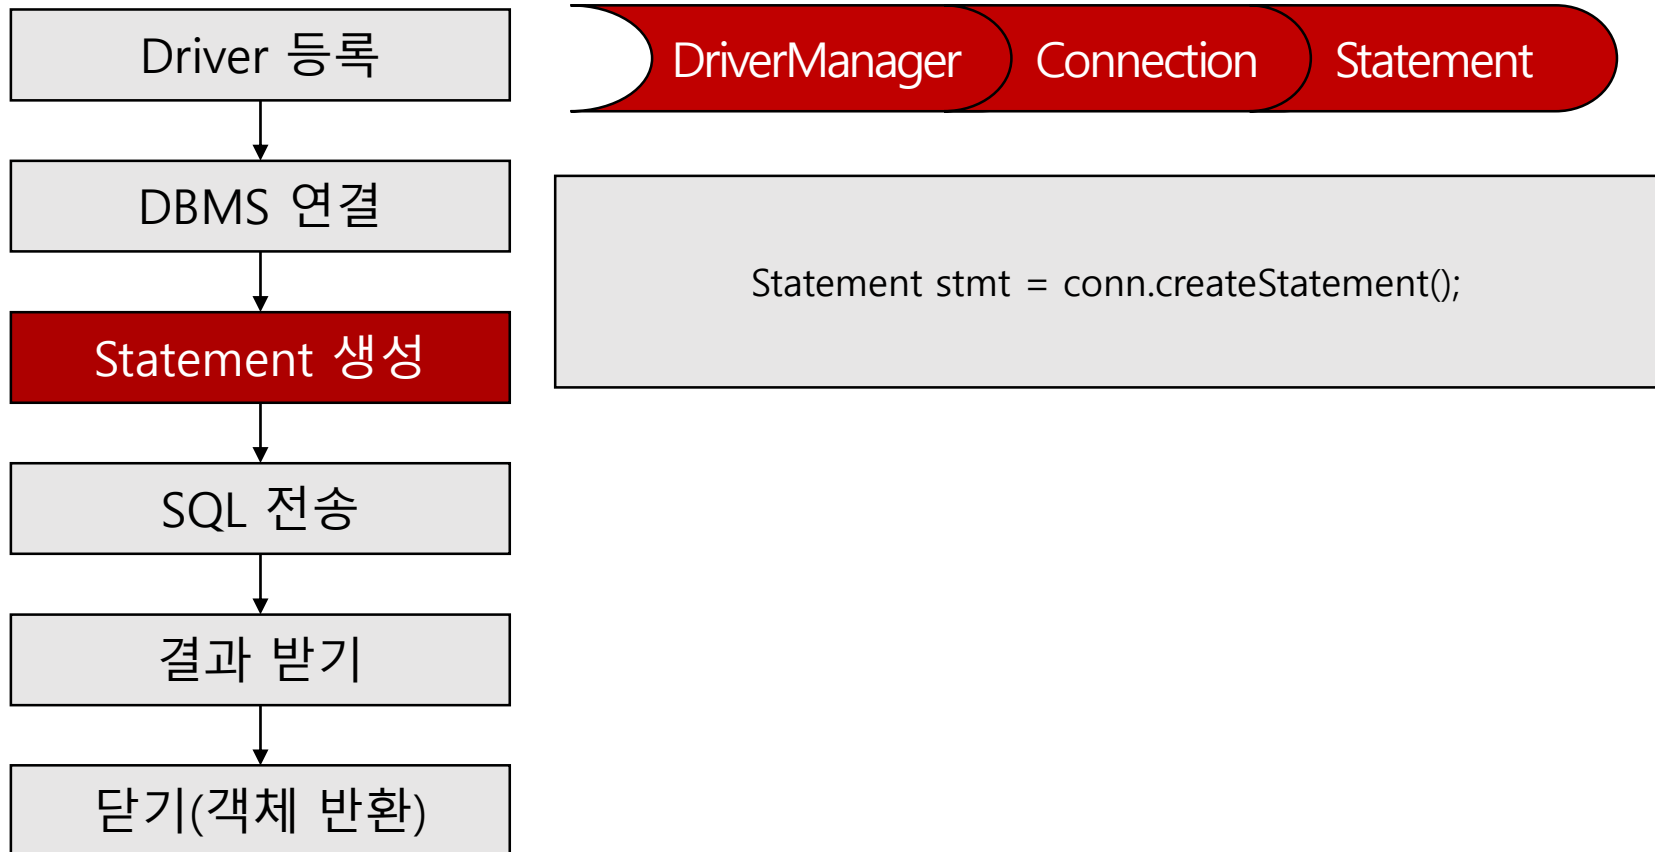 Driver 등록
DBMS 연결
Statement 생성
SQL 전송
결과 받기
닫기(객체 반환)
DriverManager
Connection
Statement
Statement stmt = conn.createStatement();